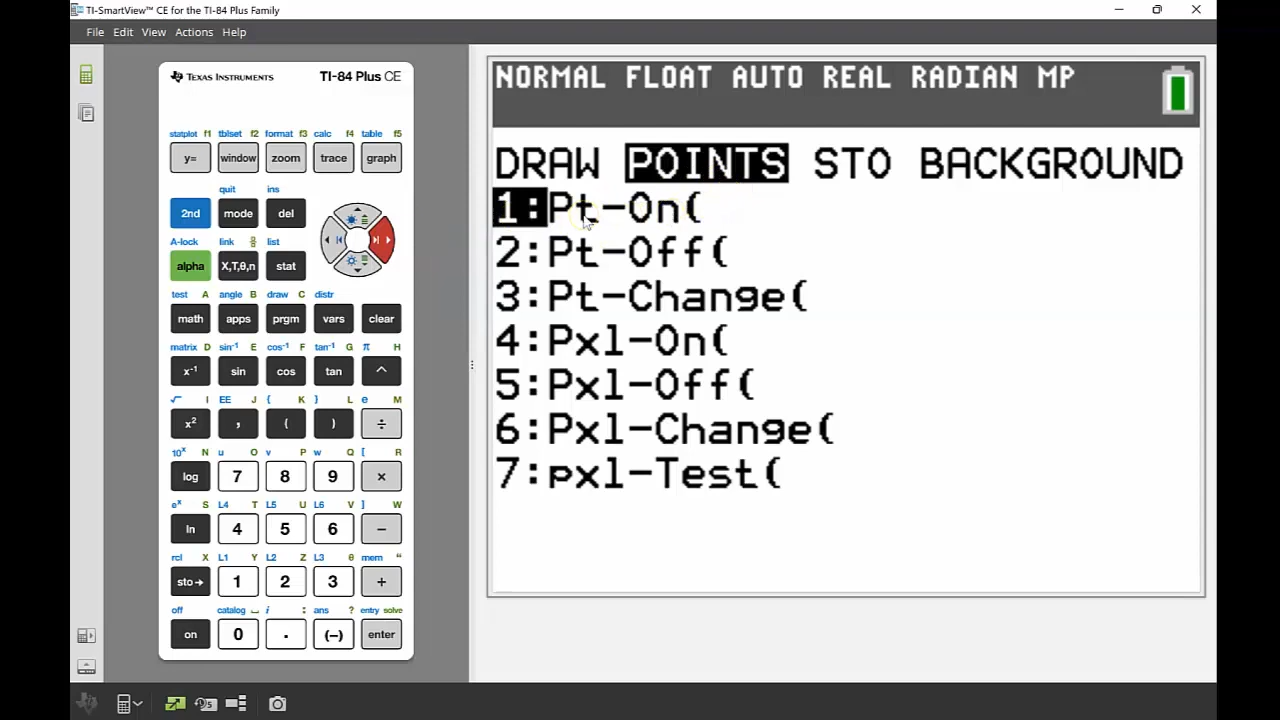 TI-SmartView™ CE for the TI-84 Plus Family
File Edit View Actions Help
TEXAS INSTRUMENTS TI-84 Plus CE
statplot f1 tblset f2 format f3 calc f4 table f5
y= window zoom trace graph
quit ins
2nd mode del
A-lock link list
alpha X,T,θ,n stat
test A angle B draw C distr
math apps prgm vars clear
matrix D sin⁻¹ E cos⁻¹ F tan⁻¹ G π H
x⁻¹ sin cos tan ^
√ I EE J { K } L e M
x² , ( ) ÷
10ˣ N u O v P w Q [ R
log 7 8 9 ×
eˣ S L4 T L5 U L6 V ] W
ln 4 5 6 −
rcl X L1 Y L2 Z L3 θ mem “
sto→ 1 2 3 +
off catalog ⎵ i : ans ? entry solve
on 0 . (−) enter
NORMAL FLOAT AUTO REAL RADIAN MP
DRAW POINTS STO BACKGROUND
1:Pt-On(
2:Pt-Off(
3:Pt-Change(
4:Pxl-On(
5:Pxl-Off(
6:Pxl-Change(
7:pxl-Test(